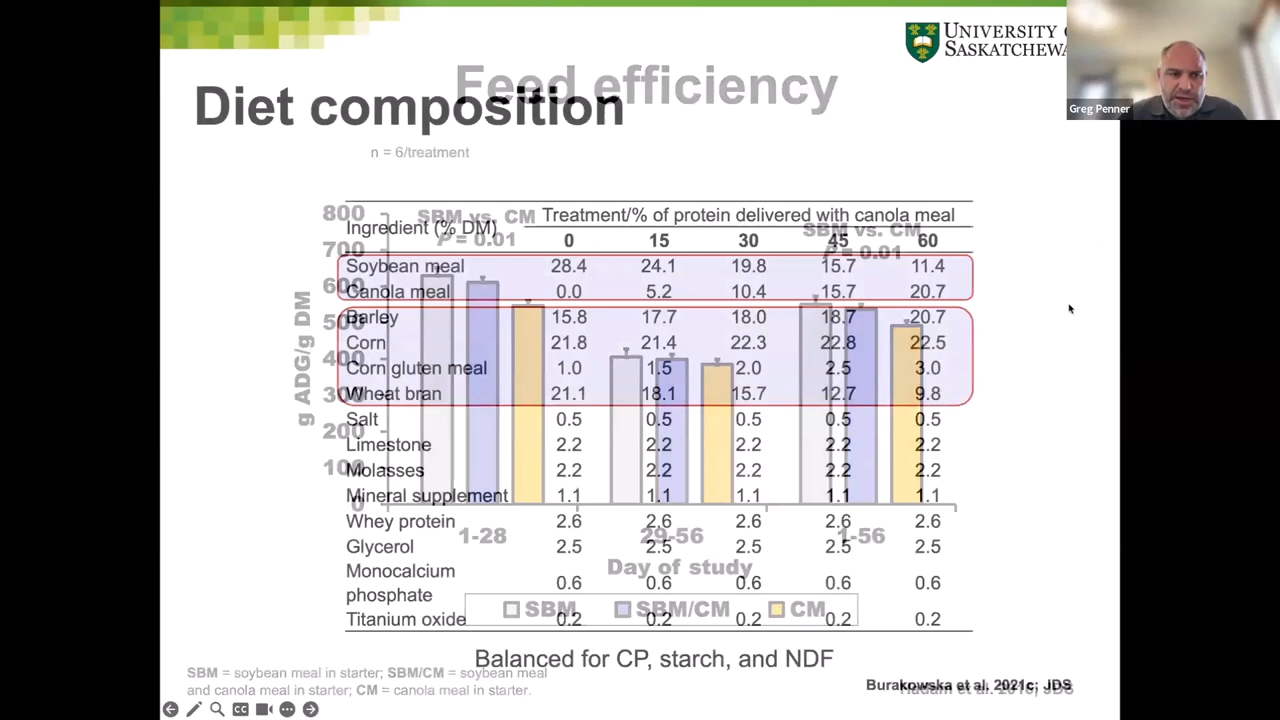 UNIVERSITY O
SASKATCHEWA
Greg Penner
Feed efficiency
Diet composition
n = 6/treatment
Ingredient (% DM) Treatment/% of protein delivered with canola meal
0 15 30 45 60
Soybean meal 28.4 24.1 19.8 15.7 11.4
Canola meal 0.0 5.2 10.4 15.7 20.7
Barley 15.8 17.7 18.0 18.7 20.7
Corn 21.8 21.4 22.3 22.8 22.5
Corn gluten meal 1.0 1.5 2.0 2.5 3.0
Wheat bran 21.1 18.1 15.7 12.7 9.8
Salt 0.5 0.5 0.5 0.5 0.5
Limestone 2.2 2.2 2.2 2.2 2.2
Molasses 2.2 2.2 2.2 2.2 2.2
Mineral supplement 1.1 1.1 1.1 1.1 1.1
Whey protein 2.6 2.6 2.6 2.6 2.6
Glycerol 2.5 2.5 2.5 2.5 2.5
Monocalcium
phosphate 0.6 0.6 0.6 0.6 0.6
Titanium oxide 0.2 0.2 0.2 0.2 0.2
Balanced for CP, starch, and NDF
SBM vs. CM
P = 0.01
SBM vs. CM
P = 0.01
g ADG/g DM
800
700
600
500
400
300
200
100
0
1-28 29-56 1-56
Day of study
SBM SBM/CM CM
SBM = soybean meal in starter; SBM/CM = soybean meal
and canola meal in starter; CM = canola meal in starter.
Burakowska et al. 2021c; JDS
CC